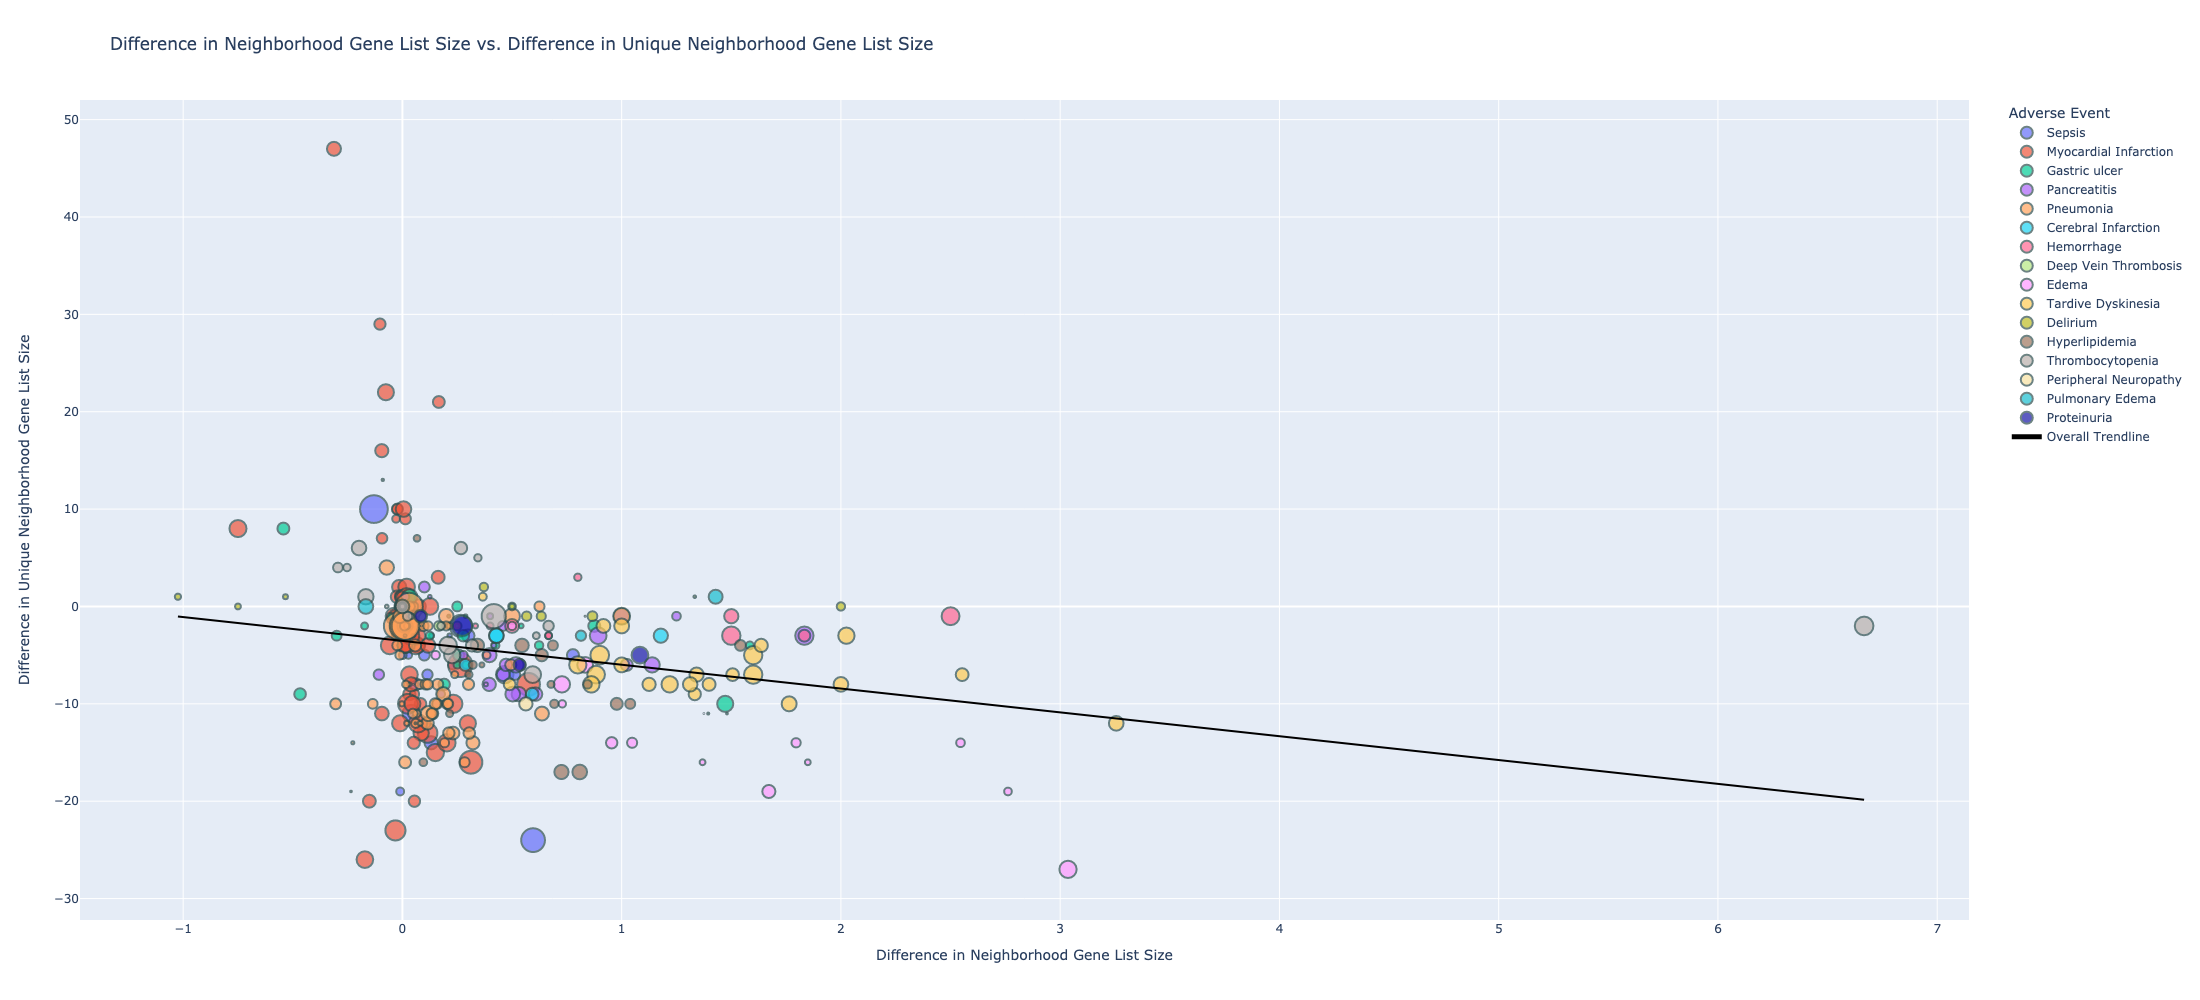 Difference in Neighborhood Gene List Size vs. Difference in Unique Neighborhood Gene List Size
Difference in Unique Neighborhood Gene List Size
50
40
30
20
10
0
−10
−20
−30
−1
0
1
2
3
4
5
6
7
Difference in Neighborhood Gene List Size
Adverse Event
Sepsis
Myocardial Infarction
Gastric ulcer
Pancreatitis
Pneumonia
Cerebral Infarction
Hemorrhage
Deep Vein Thrombosis
Edema
Tardive Dyskinesia
Delirium
Hyperlipidemia
Thrombocytopenia
Peripheral Neuropathy
Pulmonary Edema
Proteinuria
Overall Trendline